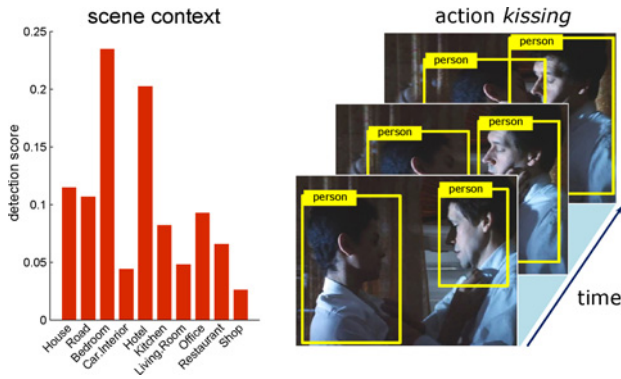 scene context
0.25
0.2
0.15
0.1
0.05
0
detection score
House
Road
Bedroom
Car.Interior
Hotel
Kitchen
Living-Room
Office
Restaurant
Shop
action kissing
person
person
person
person
person
person
time